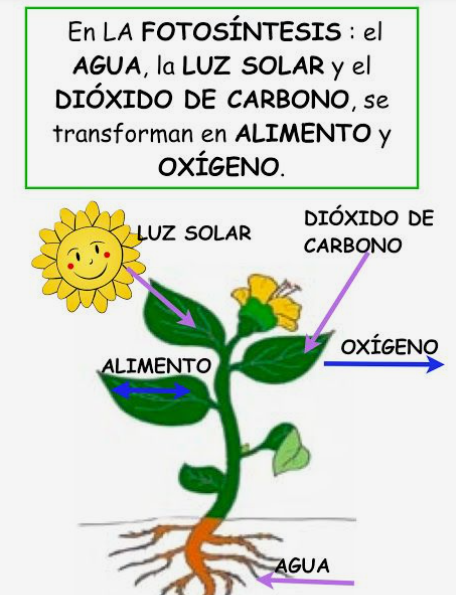 En LA FOTOSÍNTESIS : el
AGUA, la LUZ SOLAR y el
DIÓXIDO DE CARBONO, se
transforman en ALIMENTO y
OXÍGENO.
LUZ SOLAR
DIÓXIDO DE
CARBONO
OXÍGENO
ALIMENTO
AGUA